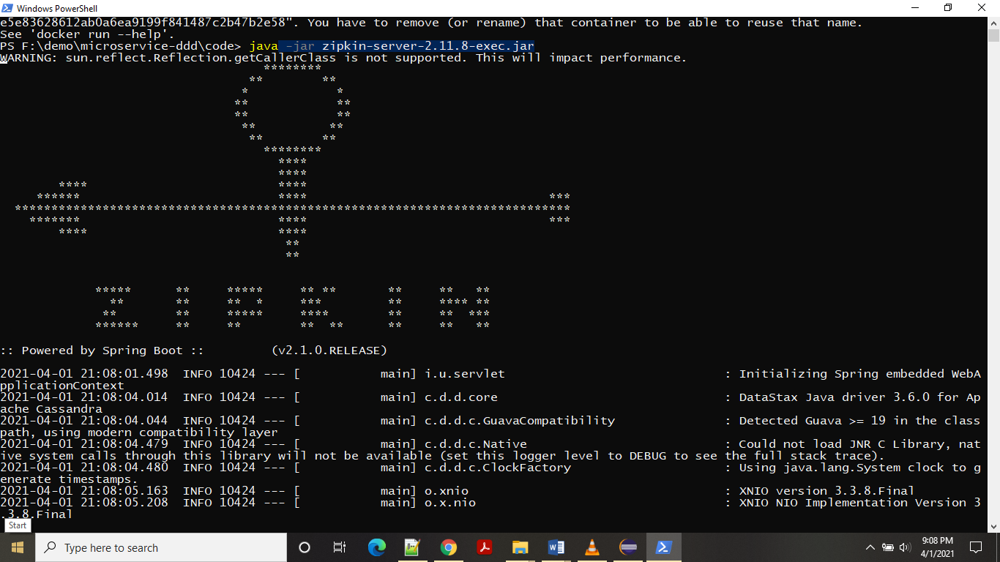 Windows PowerShell
e5e83628612ab0a6ea9199f841487c2b47b2e58". You have to remove (or rename) that container to be able to reuse that name.
See 'docker run --help'.
PS F:\demo\microservice-ddd\code> java -jar zipkin-server-2.11.8-exec.jar
WARNING: sun.reflect.Reflection.getCallerClass is not supported. This will impact performance.
ZIPKIN
:: Powered by Spring Boot :: (v2.1.0.RELEASE)
2021-04-01 21:08:01.498 INFO 10424 --- [ main] i.u.servlet : Initializing Spring embedded WebA
pplicationContext
2021-04-01 21:08:04.014 INFO 10424 --- [ main] c.d.d.core : DataStax Java driver 3.6.0 for Ap
ache Cassandra
2021-04-01 21:08:04.044 INFO 10424 --- [ main] c.d.d.c.GuavaCompatibility : Detected Guava >= 19 in the class
path, using modern compatibility layer
2021-04-01 21:08:04.479 INFO 10424 --- [ main] c.d.d.c.Native : Could not load JNR C Library, nat
ive system calls through this library will not be available (set this logger level to DEBUG to see the full stack trace).
2021-04-01 21:08:04.480 INFO 10424 --- [ main] c.d.d.c.ClockFactory : Using java.lang.System clock to g
enerate timestamps.
2021-04-01 21:08:05.163 INFO 10424 --- [ main] o.xnio : XNIO version 3.3.8.Final
2021-04-01 21:08:05.208 INFO 10424 --- [ main] o.x.nio : XNIO NIO Implementation Version 3
.3.8.Final
Start
Type here to search
9:08 PM
4/1/2021